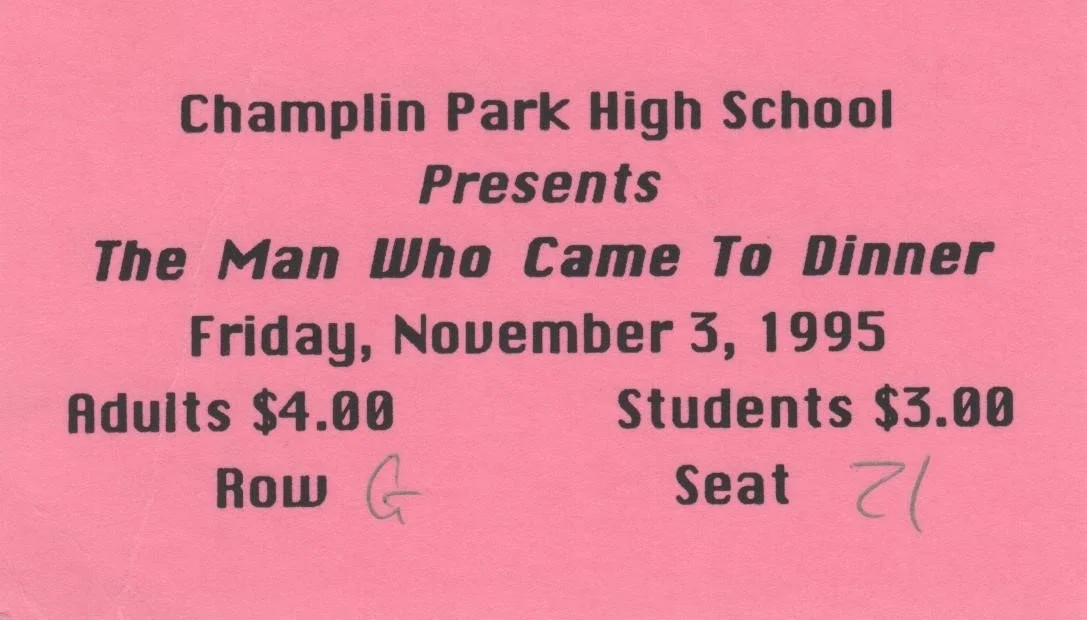 Champlin Park High School
Presents
The Man Who Came To Dinner
Friday, November 3, 1995
Adults $4.00 Students $3.00
Row G Seat 21